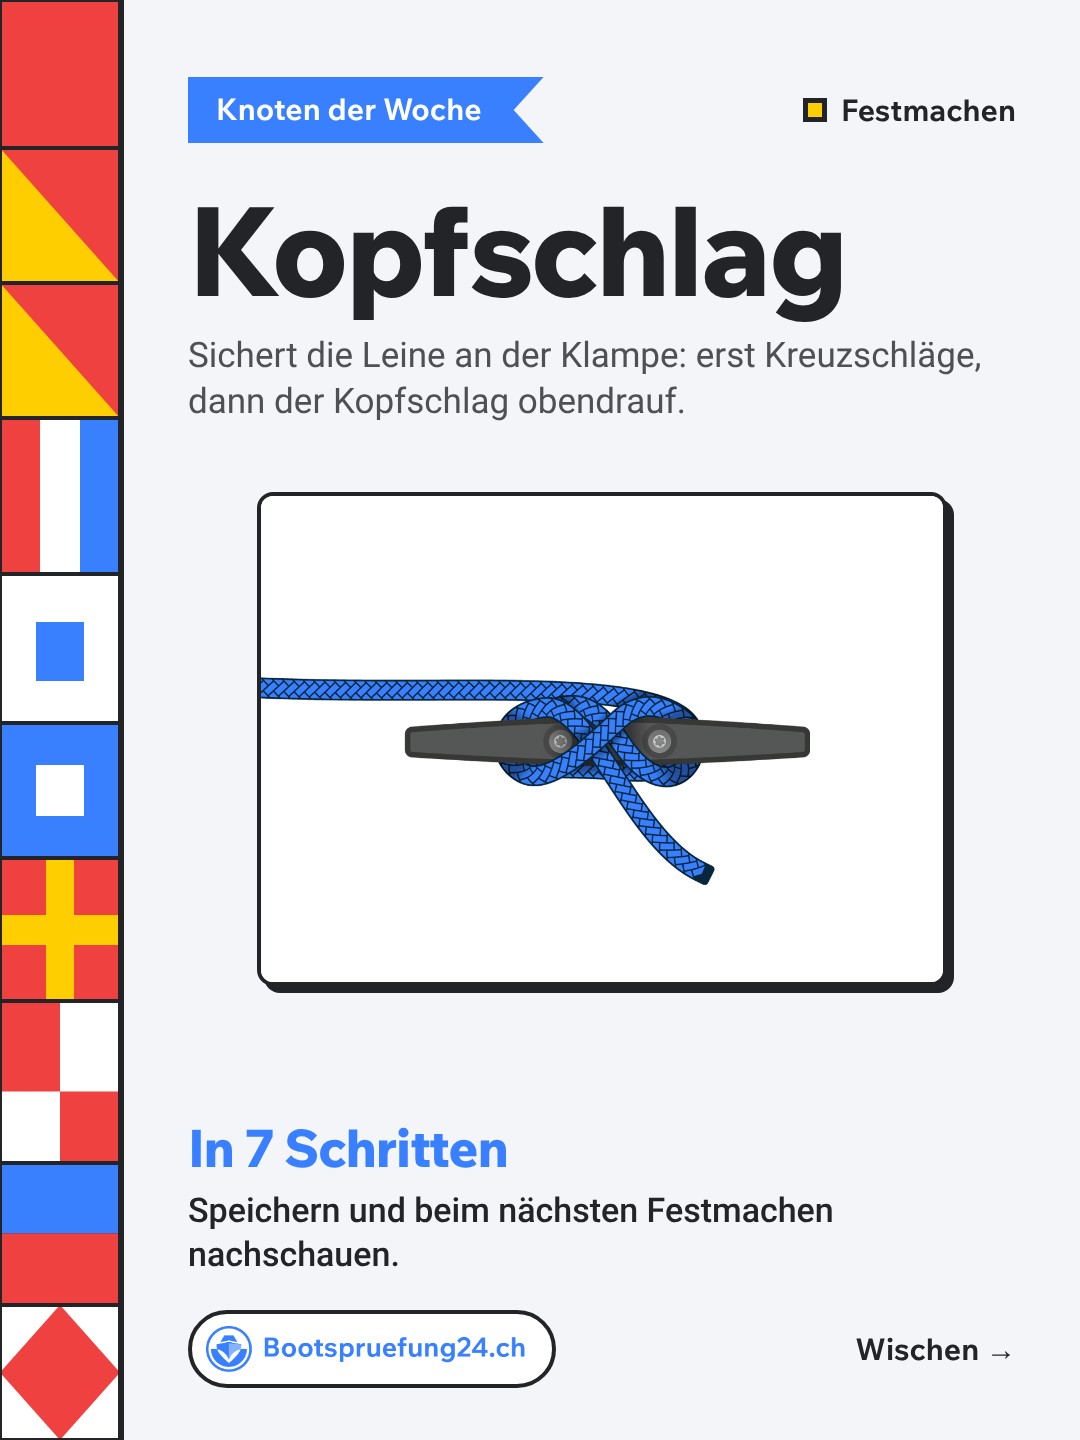 Knoten der Woche
Festmachen
Kopfschlag
Sichert die Leine an der Klampe: erst Kreuzschläge,
dann der Kopfschlag obendrauf.
In 7 Schritten
Speichern und beim nächsten Festmachen
nachschauen.
Bootspruefung24.ch
Wischen →